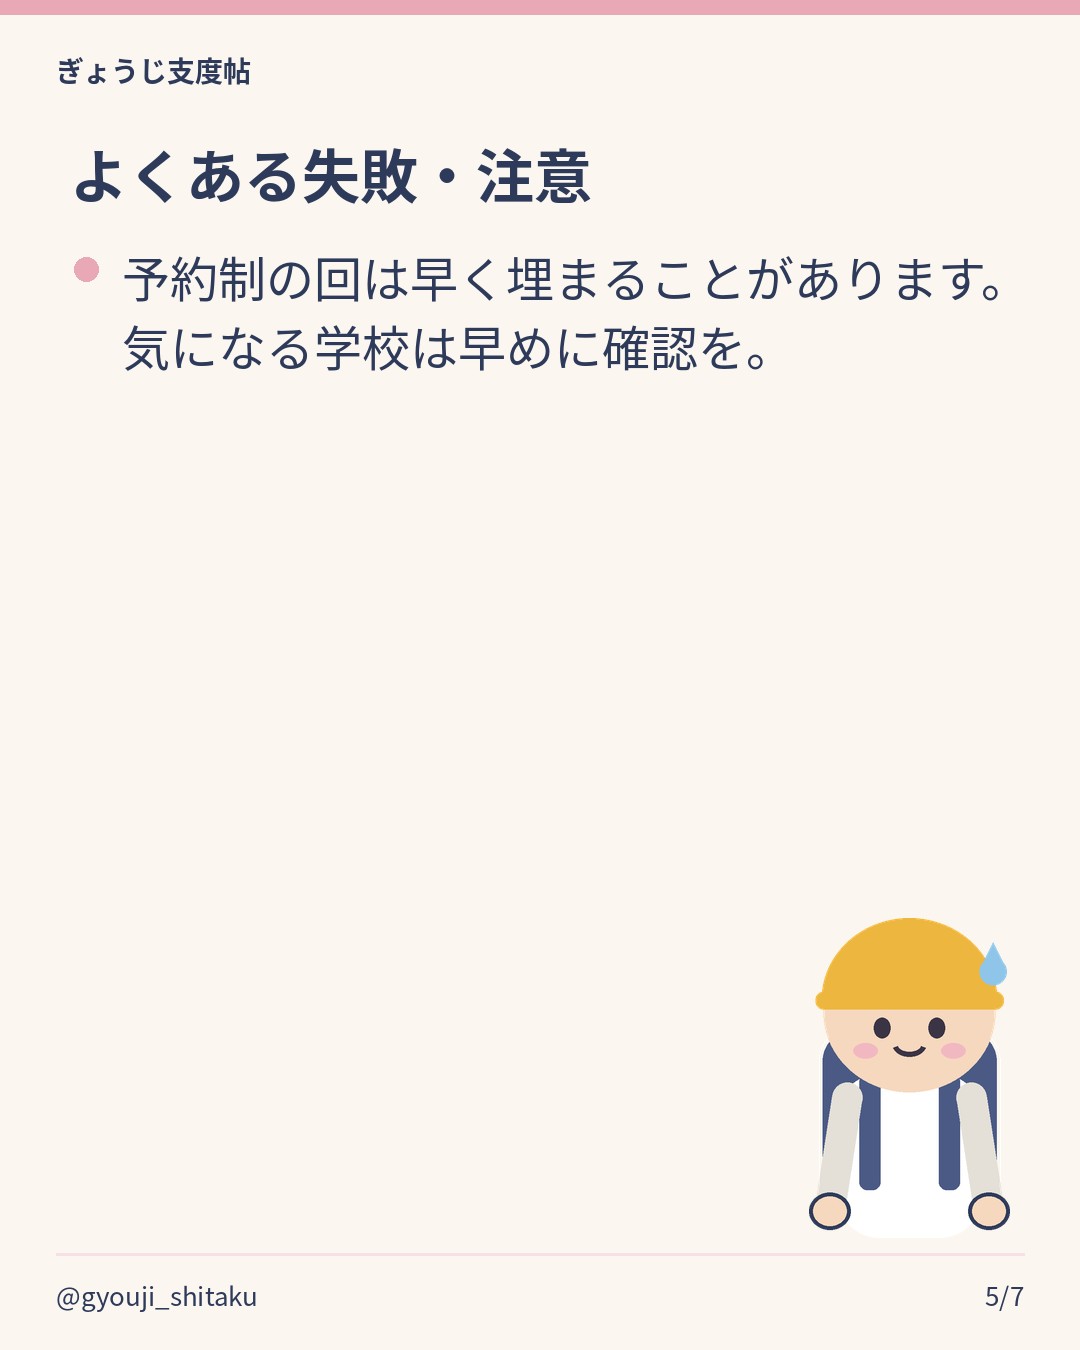 ぎょうじ支度帖
よくある失敗・注意
予約制の回は早く埋まることがあります。
気になる学校は早めに確認を。
@gyouji_shitaku
5/7